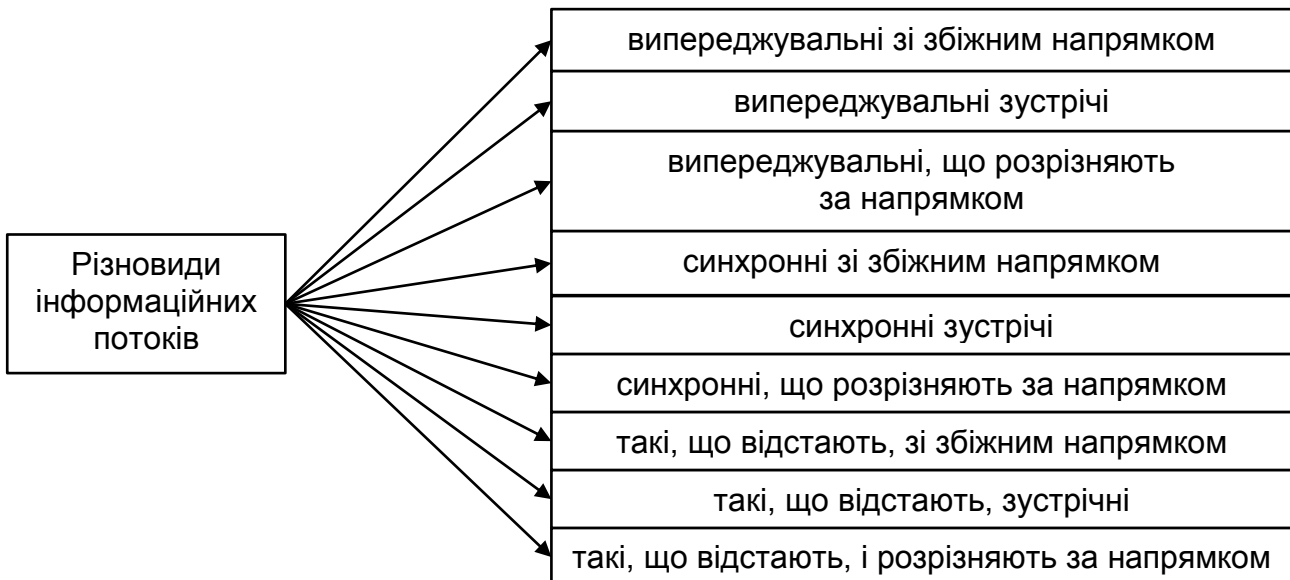 Різновиди
інформаційних
потоків
випереджувальні зі збіжним напрямком
випереджувальні зустрічі
випереджувальні, що розрізняють
за напрямком
синхронні зі збіжним напрямком
синхронні зустрічі
синхронні, що розрізняють за напрямком
такі, що відстають, зі збіжним напрямком
такі, що відстають, зустрічні
такі, що відстають, і розрізняють за напрямком